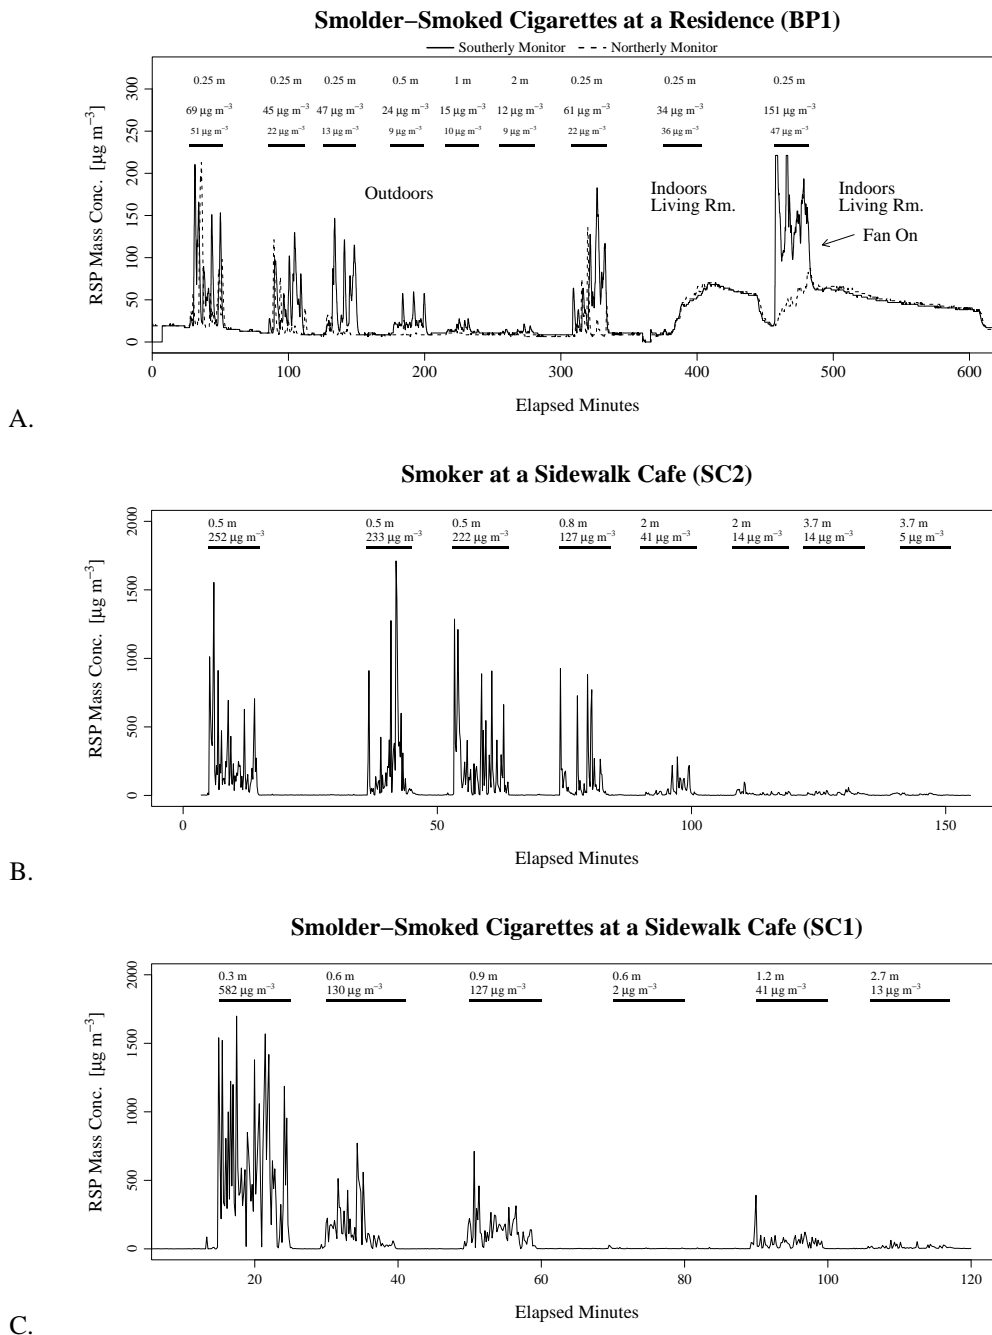 Smolder−Smoked Cigarettes at a Residence (BP1)
Southerly Monitor Northerly Monitor
0.25 m 0.25 m 0.25 m 0.5 m 1 m 2 m 0.25 m 0.25 m 0.25 m
69 µg m−3 45 µg m−3 47 µg m−3 24 µg m−3 15 µg m−3 12 µg m−3 61 µg m−3 34 µg m−3 151 µg m−3
51 µg m−3 22 µg m−3 13 µg m−3 9 µg m−3 10 µg m−3 9 µg m−3 22 µg m−3 36 µg m−3 47 µg m−3
Outdoors
Indoors
Living Rm.
Indoors
Living Rm.
Fan On
RSP Mass Conc. [µg m−3]
0 50 100 150 200 250 300
0 100 200 300 400 500 600
Elapsed Minutes
A.
Smoker at a Sidewalk Cafe (SC2)
0.5 m 0.5 m 0.5 m 0.8 m 2 m 2 m 3.7 m 3.7 m
252 µg m−3 233 µg m−3 222 µg m−3 127 µg m−3 41 µg m−3 14 µg m−3 14 µg m−3 5 µg m−3
RSP Mass Conc. [µg m−3]
0 500 1000 1500 2000
0 50 100 150
Elapsed Minutes
B.
Smolder−Smoked Cigarettes at a Sidewalk Cafe (SC1)
0.3 m 0.6 m 0.9 m 0.6 m 1.2 m 2.7 m
582 µg m−3 130 µg m−3 127 µg m−3 2 µg m−3 41 µg m−3 13 µg m−3
RSP Mass Conc. [µg m−3]
0 500 1000 1500 2000
20 40 60 80 100 120
Elapsed Minutes
C.